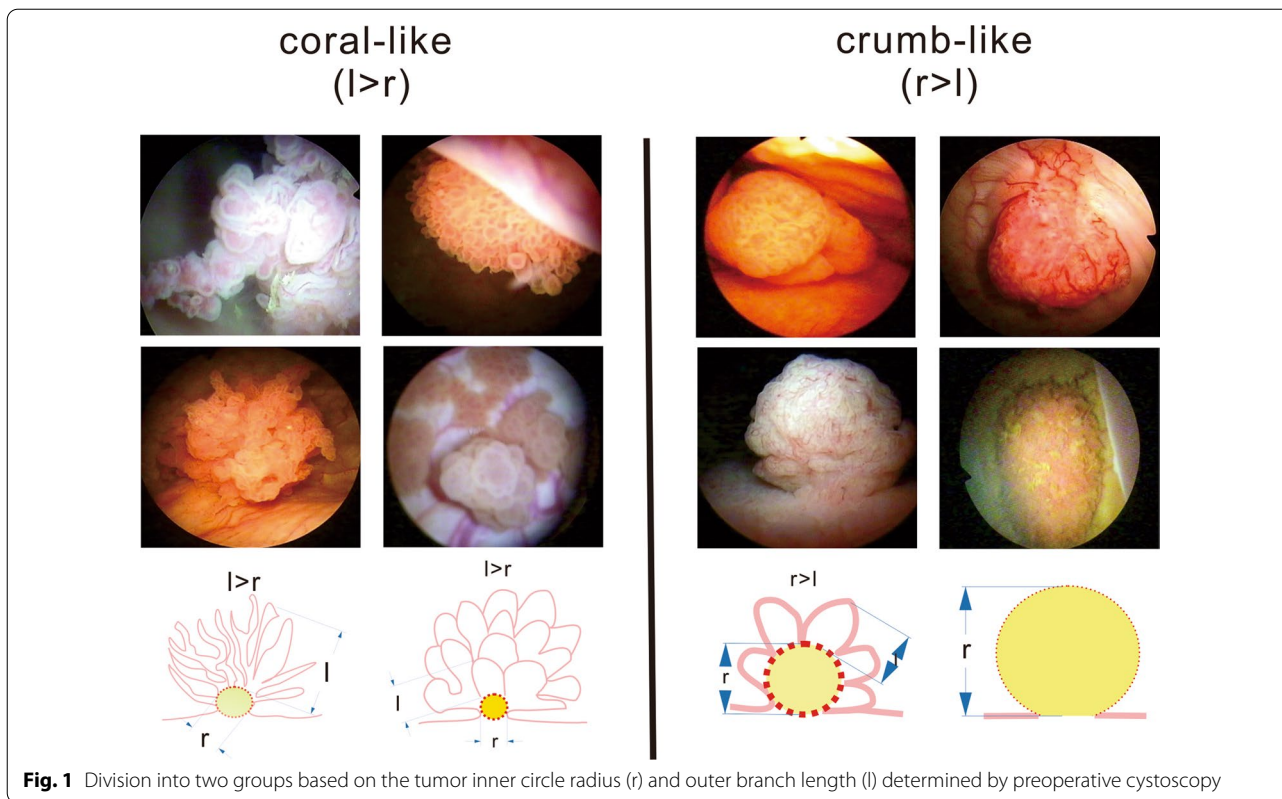 coral-like
(l>r)
crumb-like
(r>l)
l>r
l
r
l>r
l
r
r>l
r
l
r
Fig. 1 Division into two groups based on the tumor inner circle radius (r) and outer branch length (l) determined by preoperative cystoscopy